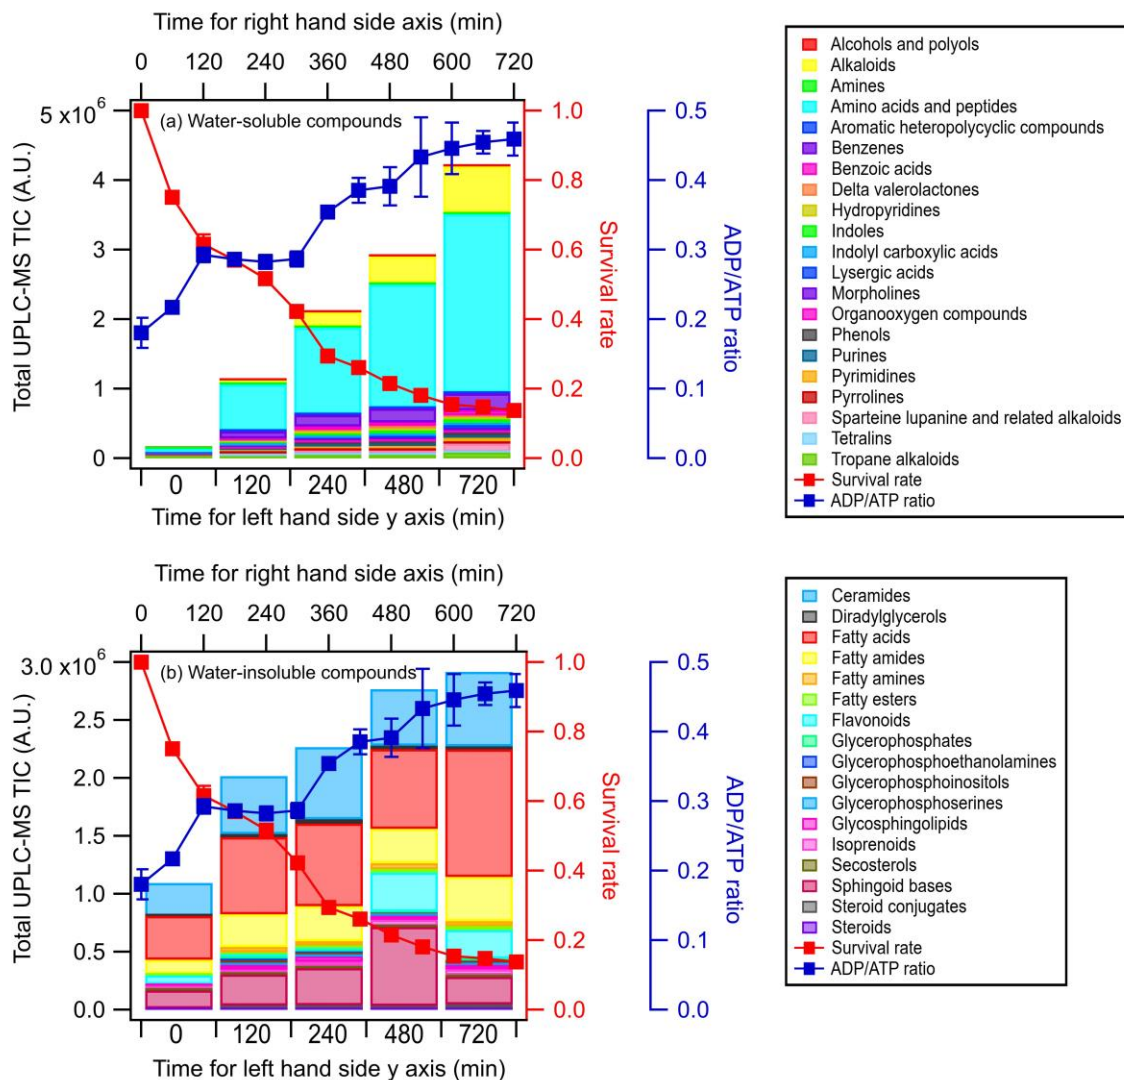 Time for right hand side axis (min)
0 120 240 360 480 600 720
5 x10⁶
4
3
2
1
0
Total UPLC-MS TIC (A.U.)
(a) Water-soluble compounds
1.0
0.8
0.6
0.4
0.2
0.0
Survival rate
0.5
0.4
0.3
0.2
0.1
0.0
ADP/ATP ratio
0 120 240 480 720
Time for left hand side y axis (min)
Alcohols and polyols
Alkaloids
Amines
Amino acids and peptides
Aromatic heteropolycyclic compounds
Benzenes
Benzoic acids
Delta valerolactones
Hydropyridines
Indoles
Indolyl carboxylic acids
Lysergic acids
Morpholines
Organooxygen compounds
Phenols
Purines
Pyrimidines
Pyrrolines
Sparteine lupanine and related alkaloids
Tetralins
Tropane alkaloids
Survival rate
ADP/ATP ratio
Time for right hand side axis (min)
0 120 240 360 480 600 720
3.0 x10⁶
2.5
2.0
1.5
1.0
0.5
0.0
Total UPLC-MS TIC (A.U.)
(b) Water-insoluble compounds
1.0
0.8
0.6
0.4
0.2
0.0
Survival rate
0.5
0.4
0.3
0.2
0.1
0.0
ADP/ATP ratio
0 120 240 480 720
Time for left hand side y axis (min)
Ceramides
Diradylglycerols
Fatty acids
Fatty amides
Fatty amines
Fatty esters
Flavonoids
Glycerophosphates
Glycerophosphoethanolamines
Glycerophosphoinositols
Glycerophosphoserines
Glycosphingolipids
Isoprenoids
Secosterols
Sphingoid bases
Steroid conjugates
Steroids
Survival rate
ADP/ATP ratio